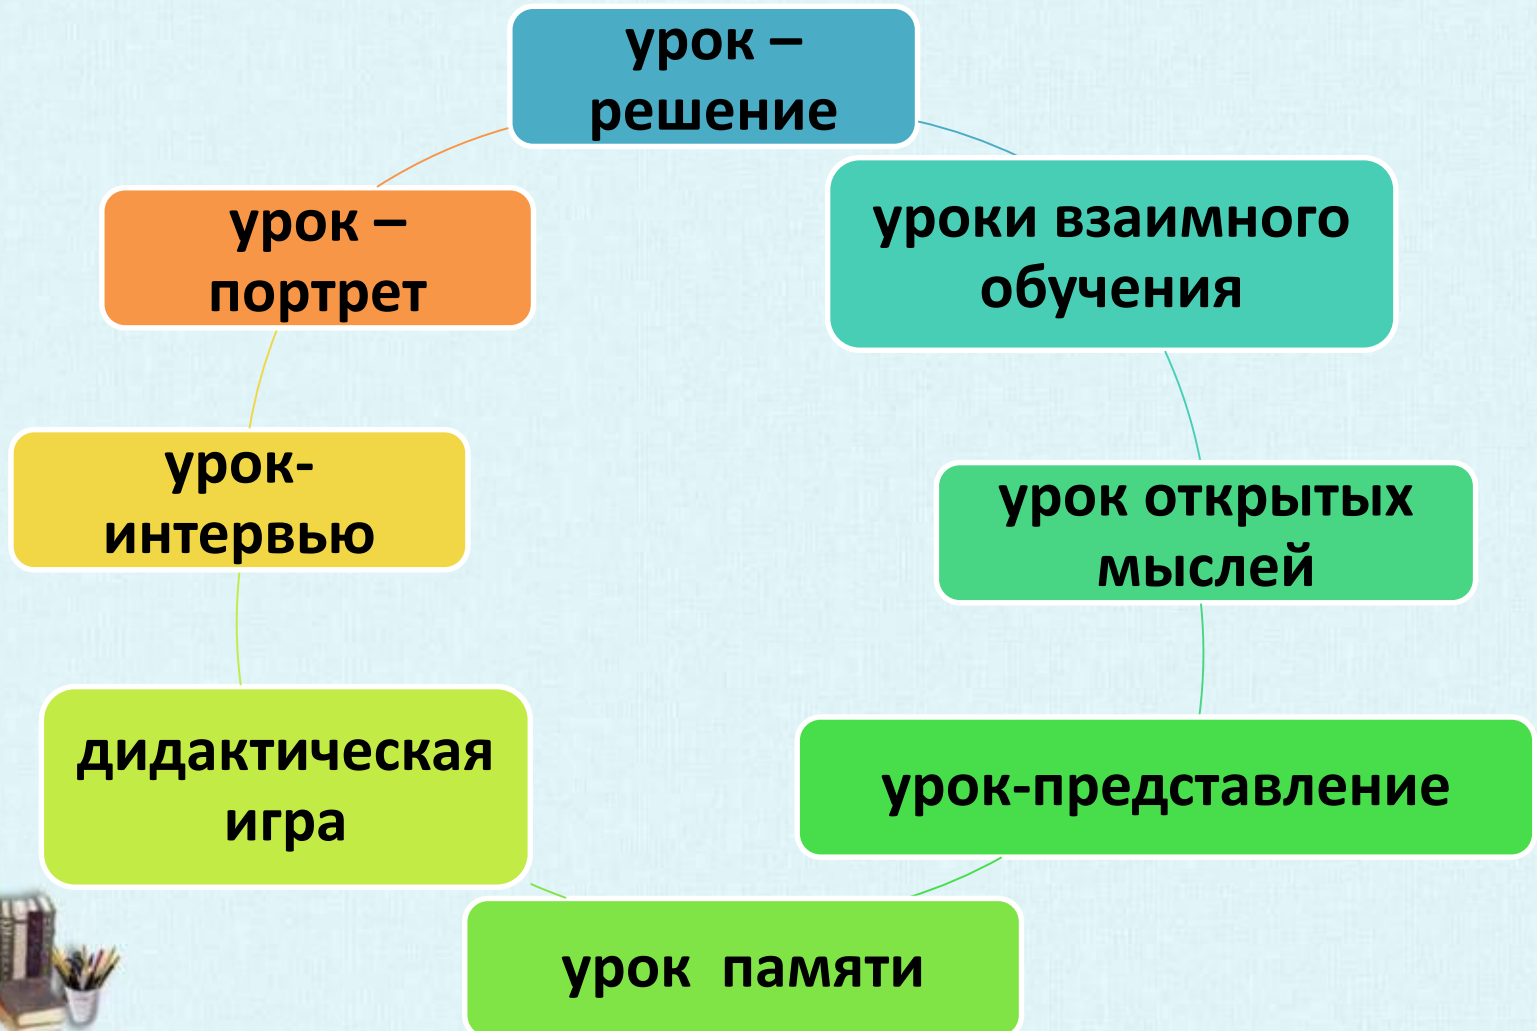 урок –
решение
уроки взаимного
обучения
урок открытых
мыслей
урок-представление
урок памяти
дидактическая
игра
урок-
интервью
урок –
портрет